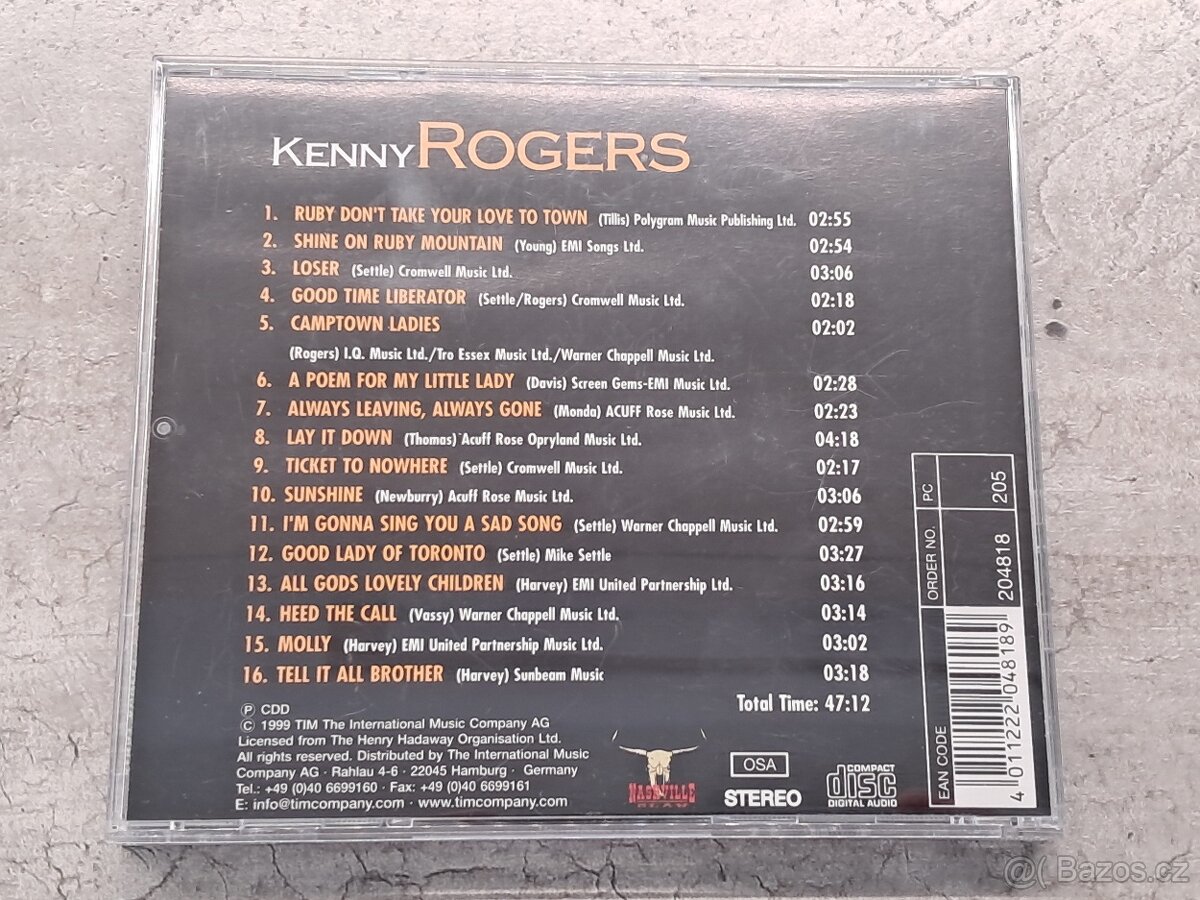 KENNY ROGERS
1. RUBY DON'T TAKE YOUR LOVE TO TOWN (Tillis) Polygram Music Publishing Ltd. 02:55
2. SHINE ON RUBY MOUNTAIN (Young) EMI Songs Ltd. 02:54
3. LOSER (Settle) Cromwell Music Ltd. 03:06
4. GOOD TIME LIBERATOR (Settle/Rogers) Cromwell Music Ltd. 02:18
5. CAMPTOWN LADIES 02:02
(Rogers) I.Q. Music Ltd./Tro Essex Music Ltd./Warner Chappell Music Ltd.
6. A POEM FOR MY LITTLE LADY (Davis) Screen Gems-EMI Music Ltd. 02:28
7. ALWAYS LEAVING, ALWAYS GONE (Monda) ACUFF Rose Music Ltd. 02:23
8. LAY IT DOWN (Thomas) Acuff Rose Opryland Music Ltd. 04:18
9. TICKET TO NOWHERE (Settle) Cromwell Music Ltd. 02:17
10. SUNSHINE (Newburry) Acuff Rose Music Ltd. 03:06
11. I'M GONNA SING YOU A SAD SONG (Settle) Warner Chappell Music Ltd. 02:59
12. GOOD LADY OF TORONTO (Settle) Mike Settle 03:27
13. ALL GODS LOVELY CHILDREN (Harvey) EMI United Partnership Ltd. 03:16
14. HEED THE CALL (Vassy) Warner Chappell Music Ltd. 03:14
15. MOLLY (Harvey) EMI United Partnership Music Ltd. 03:02
16. TELL IT ALL BROTHER (Harvey) Sunbeam Music 03:18
Total Time: 47:12
℗ CDD
© 1999 TIM The International Music Company AG
Licensed from The Henry Hadaway Organisation Ltd.
All rights reserved. Distributed by The International Music
Company AG · Rahlau 4-6 · 22045 Hamburg · Germany
Tel.: +49 (0)40 6699160 · Fax: +49 (0)40 6699161
E: info@timcompany.com · www.timcompany.com
NASHVILLE
OSA
STEREO
COMPACT
disc
DIGITAL AUDIO
PC 205
ORDER NO. 204818
EAN CODE
4 011222 048189
@( Bazos.cz